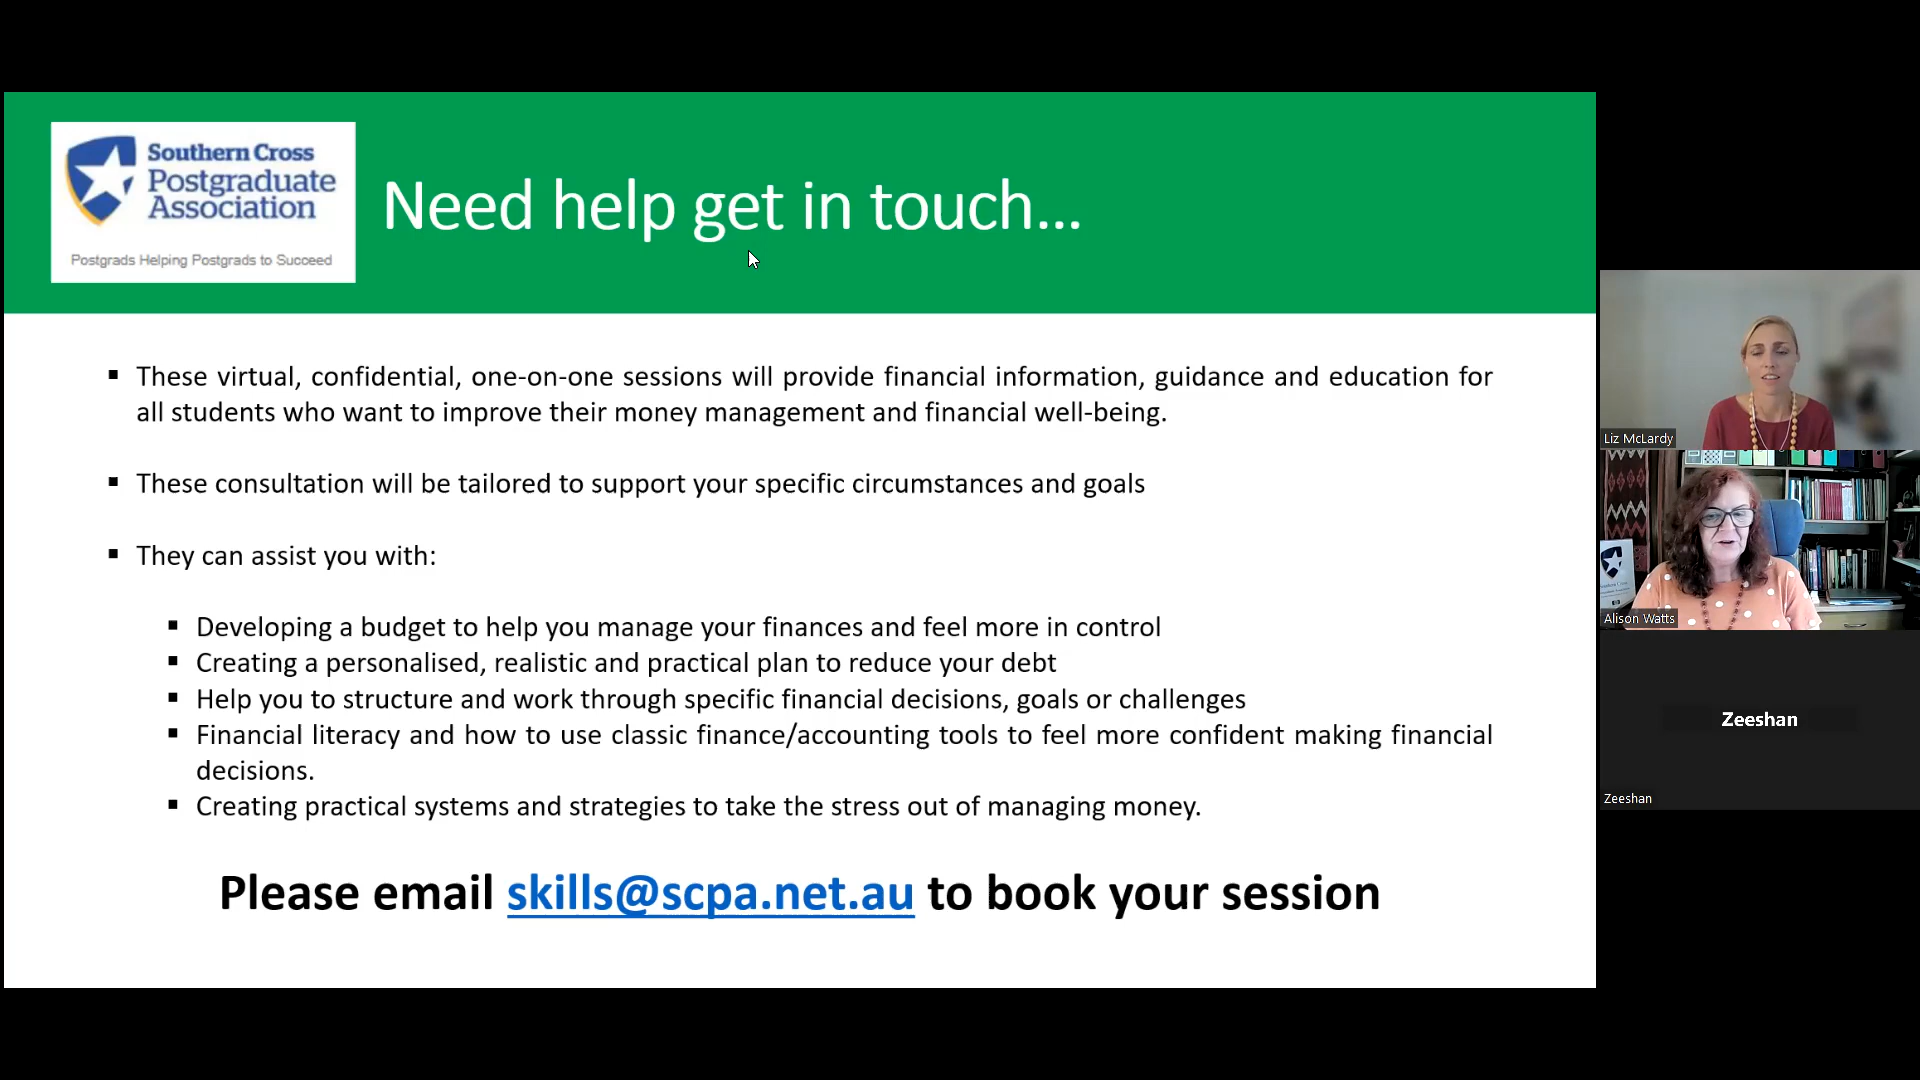 Southern Cross
Postgraduate
Association
Postgrads Helping Postgrads to Succeed
Need help get in touch...
▪ These virtual, confidential, one-on-one sessions will provide financial information, guidance and education for
all students who want to improve their money management and financial well-being.
▪ These consultation will be tailored to support your specific circumstances and goals
▪ They can assist you with:
▪ Developing a budget to help you manage your finances and feel more in control
▪ Creating a personalised, realistic and practical plan to reduce your debt
▪ Help you to structure and work through specific financial decisions, goals or challenges
▪ Financial literacy and how to use classic finance/accounting tools to feel more confident making financial
decisions.
▪ Creating practical systems and strategies to take the stress out of managing money.
Please email skills@scpa.net.au to book your session
Liz McLardy
Alison Watts
Zeeshan
Zeeshan